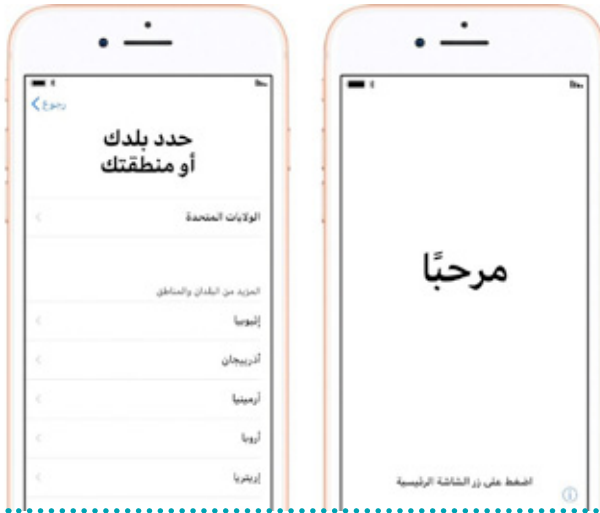 مرحبًا
اضغط على زر الشاشة الرئيسية
رجوع
حدد بلدك
أو منطقتك
الولايات المتحدة
المزيد من البلدان والمناطق
إثيوبيا
أذربيجان
أرمينيا
أروبا
إريتريا